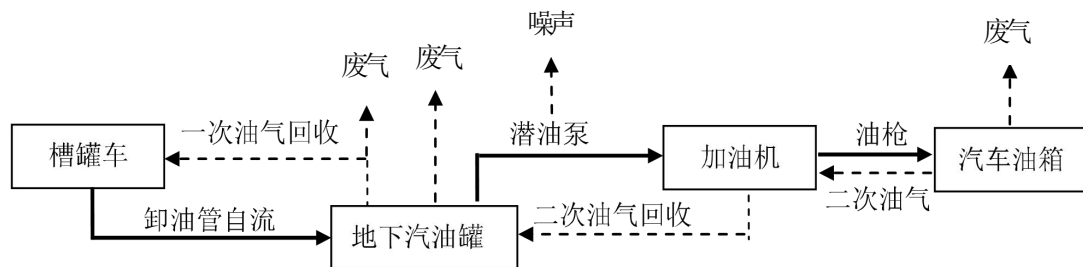 噪声
废气
废气
废气
一次油气回收
潜油泵
油枪
槽罐车
加油机
汽车油箱
二次油气
卸油管自流
地下汽油罐
二次油气回收